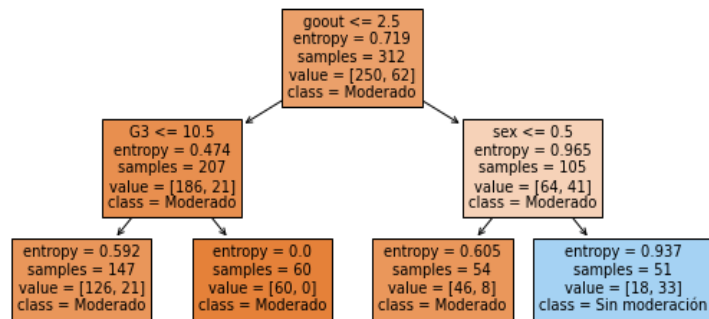 goout <= 2.5
entropy = 0.719
samples = 312
value = [250, 62]
class = Moderado
G3 <= 10.5
entropy = 0.474
samples = 207
value = [186, 21]
class = Moderado
sex <= 0.5
entropy = 0.965
samples = 105
value = [64, 41]
class = Moderado
entropy = 0.592
samples = 147
value = [126, 21]
class = Moderado
entropy = 0.0
samples = 60
value = [60, 0]
class = Moderado
entropy = 0.605
samples = 54
value = [46, 8]
class = Moderado
entropy = 0.937
samples = 51
value = [18, 33]
class = Sin moderación